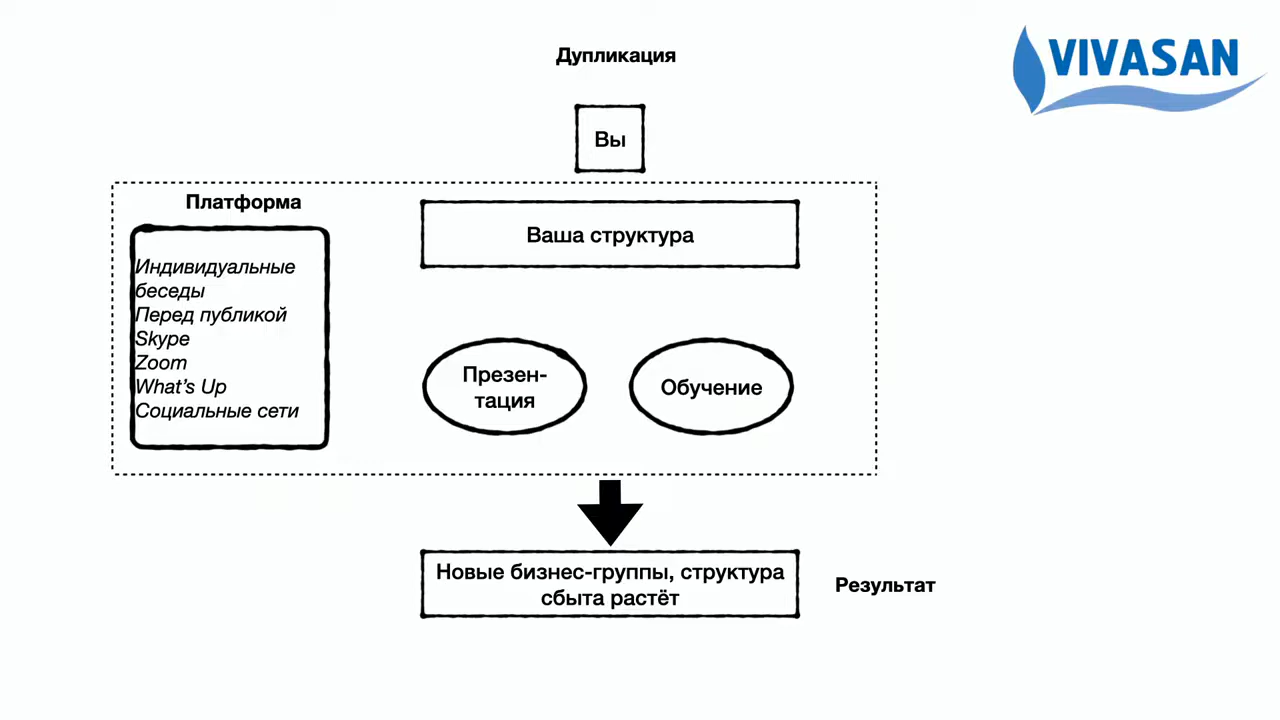 Дупликация
VIVASAN
Вы
Платформа
Ваша структура
Индивидуальные
беседы
Перед публикой
Skype
Zoom
What’s Up
Социальные сети
Презен-
тация
Обучение
Новые бизнес-группы, структура
сбыта растёт
Результат